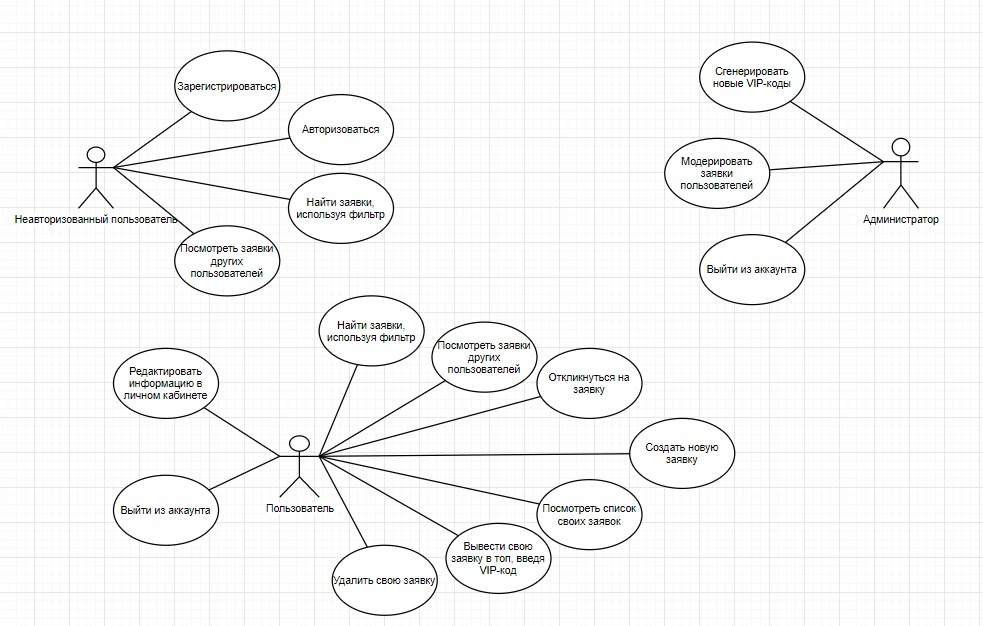 Зарегистрироваться
Авторизоваться
Найти заявки,
используя фильтр
Посмотреть заявки
других
пользователей
Неавторизованный пользователь
Сгенерировать
новые VIP-коды
Модерировать
заявки
пользователей
Выйти из аккаунта
Администратор
Найти заявки,
используя фильтр
Посмотреть заявки
других
пользователей
Откликнуться на
заявку
Создать новую
заявку
Посмотреть список
своих заявок
Вывести свою
заявку в топ, введя
VIP-код
Удалить свою заявку
Редактировать
информацию в
личном кабинете
Выйти из аккаунта
Пользователь